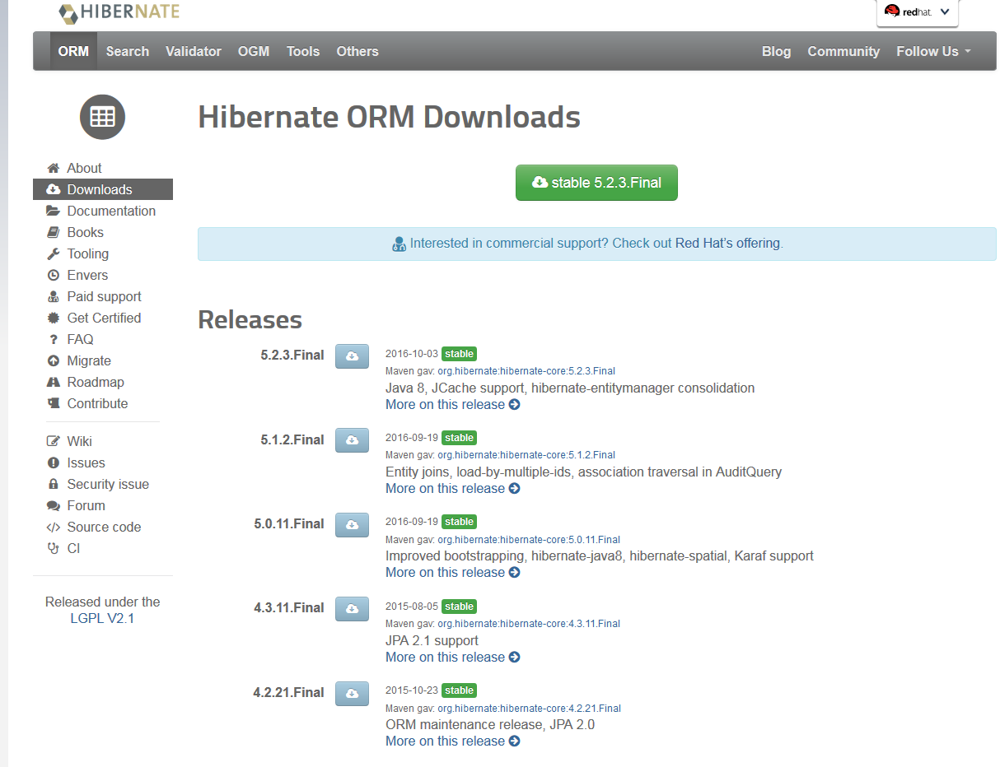 HIBERNATE
redhat.
ORM Search Validator OGM Tools Others Blog Community Follow Us
Hibernate ORM Downloads
About
Downloads
Documentation
Books
Tooling
Envers
Paid support
Get Certified
? FAQ
Migrate
Roadmap
Contribute
Wiki
Issues
Security issue
Forum
</> Source code
CI
Released under the
LGPL V2.1
stable 5.2.3.Final
Interested in commercial support? Check out Red Hat's offering.
Releases
5.2.3.Final 2016-10-03 stable
Maven gav: org.hibernate:hibernate-core:5.2.3.Final
Java 8, JCache support, hibernate-entitymanager consolidation
More on this release
5.1.2.Final 2016-09-19 stable
Maven gav: org.hibernate:hibernate-core:5.1.2.Final
Entity joins, load-by-multiple-ids, association traversal in AuditQuery
More on this release
5.0.11.Final 2016-09-19 stable
Maven gav: org.hibernate:hibernate-core:5.0.11.Final
Improved bootstrapping, hibernate-java8, hibernate-spatial, Karaf support
More on this release
4.3.11.Final 2015-08-05 stable
Maven gav: org.hibernate:hibernate-core:4.3.11.Final
JPA 2.1 support
More on this release
4.2.21.Final 2015-10-23 stable
Maven gav: org.hibernate:hibernate-core:4.2.21.Final
ORM maintenance release, JPA 2.0
More on this release